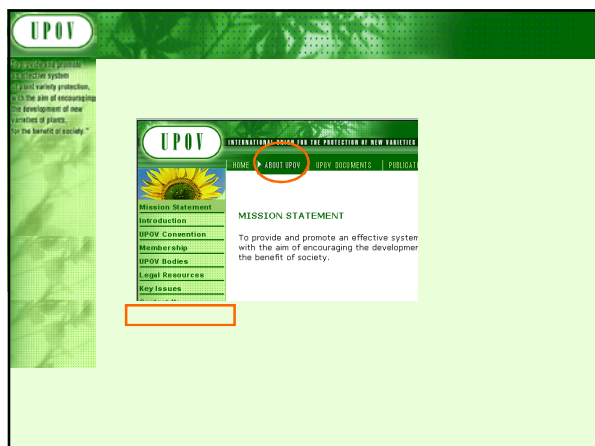 UPOV
"To provide and promote
an effective system
of plant variety protection,
with the aim of encouraging
the development of new
varieties of plants,
for the benefit of society."
UPOV
INTERNATIONAL UNION FOR THE PROTECTION OF NEW VARIETIES
HOME ABOUT UPOV UPOV DOCUMENTS PUBLICAT
Mission Statement
Introduction
UPOV Convention
Membership
UPOV Bodies
Legal Resources
Key Issues
MISSION STATEMENT
To provide and promote an effective system
with the aim of encouraging the developmen
the benefit of society.